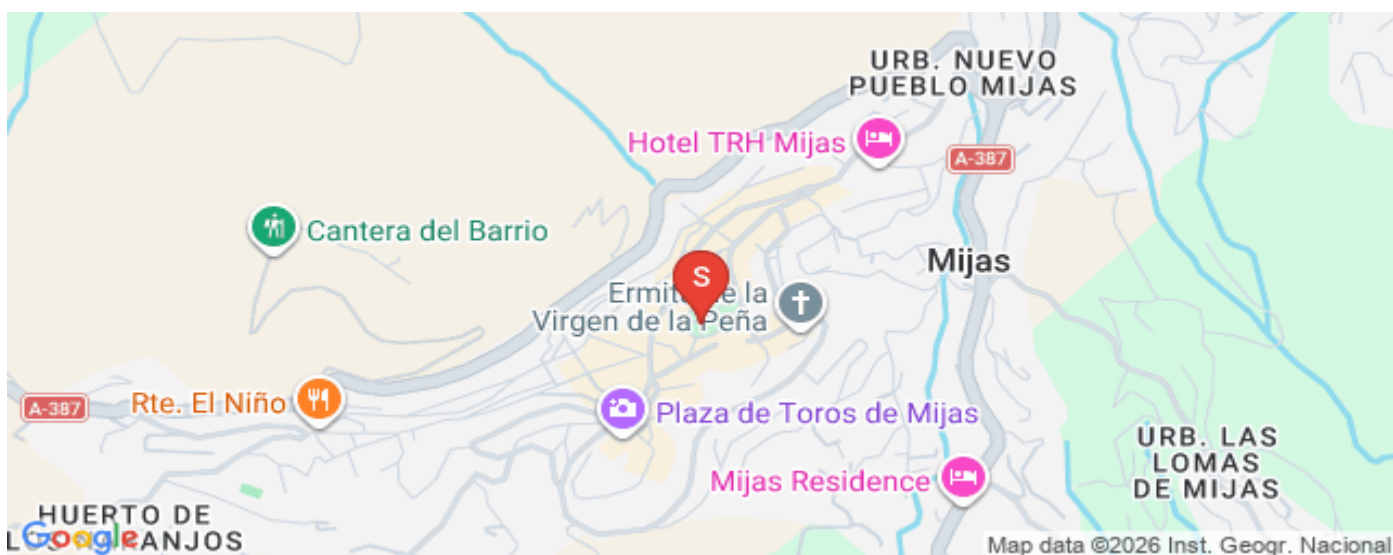 URB. NUEVO
PUEBLO MIJAS
Hotel TRH Mijas
A-387
Cantera del Barrio
Mijas
S
Ermita de la
Virgen de la Peña
A-387
Rte. El Niño
Plaza de Toros de Mijas
URB. LAS
LOMAS
DE MIJAS
Mijas Residence
HUERTO DE
Google
Map data ©2026 Inst. Geogr. Nacional